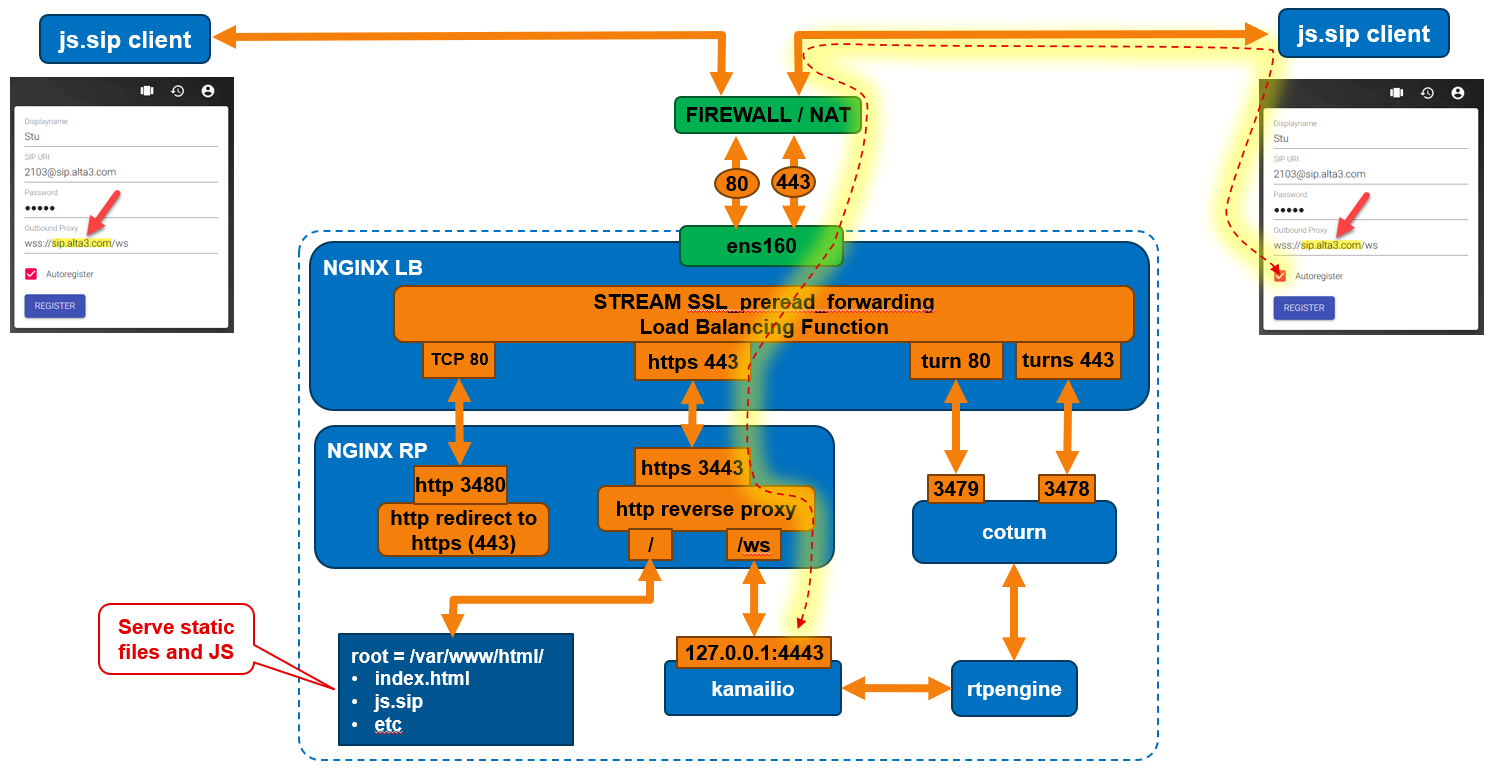 js.sip client
js.sip client
Displayname
Stu
SIP URI
2103@sip.alta3.com
Password
•••••
Outbound Proxy
wss://sip.alta3.com/ws
Autoregister
REGISTER
Displayname
Stu
SIP URI
2103@sip.alta3.com
Password
•••••
Outbound Proxy
wss://sip.alta3.com/ws
Autoregister
REGISTER
FIREWALL / NAT
80
443
ens160
NGINX LB
STREAM SSL_preread_forwarding
Load Balancing Function
TCP 80
https 443
turn 80
turns 443
NGINX RP
http 3480
http redirect to
https (443)
https 3443
http reverse proxy
/
/ws
3479
3478
coturn
Serve static
files and JS
root = /var/www/html/
• index.html
• js.sip
• etc
127.0.0.1:4443
kamailio
rtpengine